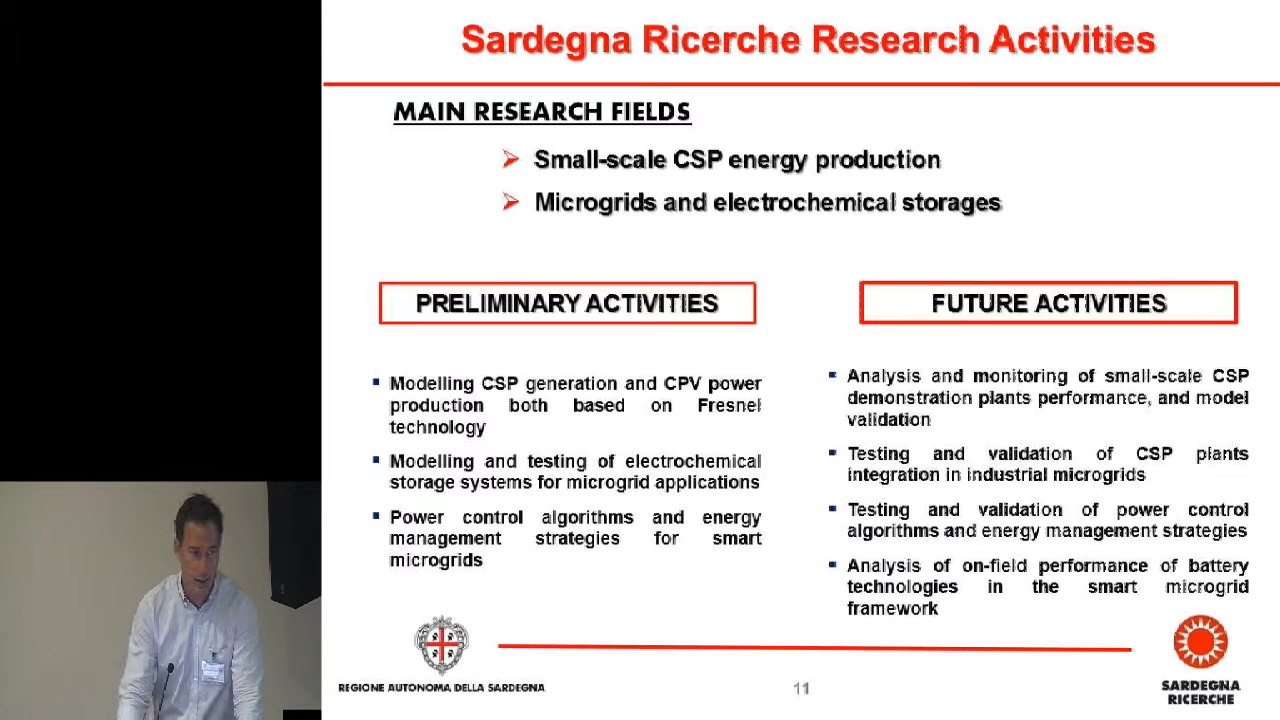 Sardegna Ricerche Research Activities
MAIN RESEARCH FIELDS
Small-scale CSP energy production
Microgrids and electrochemical storages
PRELIMINARY ACTIVITIES
Modelling CSP generation and CPV power
production both based on Fresnel
technology
Modelling and testing of electrochemical
storage systems for microgrid applications
Power control algorithms and energy
management strategies for smart
microgrids
FUTURE ACTIVITIES
Analysis and monitoring of small-scale CSP
demonstration plants performance, and model
validation
Testing and validation of CSP plants
integration in industrial microgrids
Testing and validation of power control
algorithms and energy management strategies
Analysis of on-field performance of battery
technologies in the smart microgrid
framework
REGIONE AUTONOMA DELLA SARDEGNA
11
SARDEGNA
RICERCHE